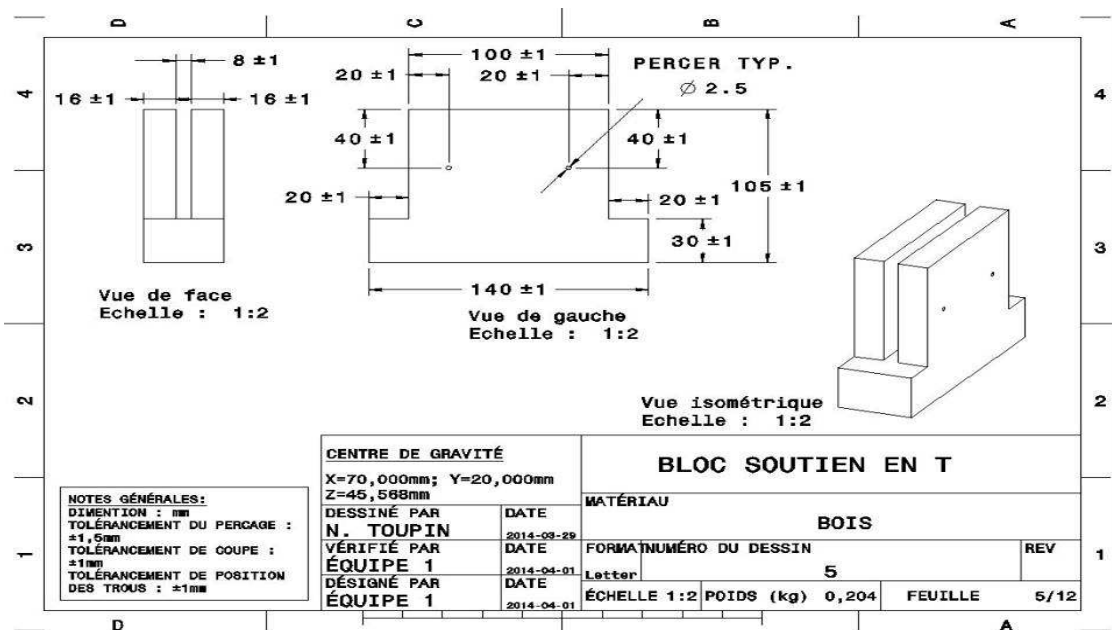 D C B A
8 ±1
16 ±1 16 ±1
100 ±1
20 ±1 20 ±1
PERCER TYP.
Ø 2.5
4 4
40 ±1 40 ±1
105 ±1
20 ±1 20 ±1
30 ±1
3 3
140 ±1
Vue de face
Echelle : 1:2
Vue de gauche
Echelle : 1:2
Vue isométrique
Echelle : 1:2
2 2
CENTRE DE GRAVITÉ
X=70,000mm; Y=20,000mm
Z=45,568mm
DESSINÉ PAR DATE
N. TOUPIN 2014-03-29
VÉRIFIÉ PAR DATE
ÉQUIPE 1 2014-04-01
DÉSIGNÉ PAR DATE
ÉQUIPE 1 2014-04-01
BLOC SOUTIEN EN T
MATÉRIAU
BOIS
FORMAT NUMÉRO DU DESSIN REV
Letter 5
ÉCHELLE 1:2 POIDS (kg) 0,204 FEUILLE 5/12
NOTES GÉNÉRALES:
DIMENTION : mm
TOLÉRANCEMENT DU PERCAGE :
±1,5mm
TOLÉRANCEMENT DE COUPE :
±1mm
TOLÉRANCEMENT DE POSITION
DES TROUS : ±1mm
1 1
D A